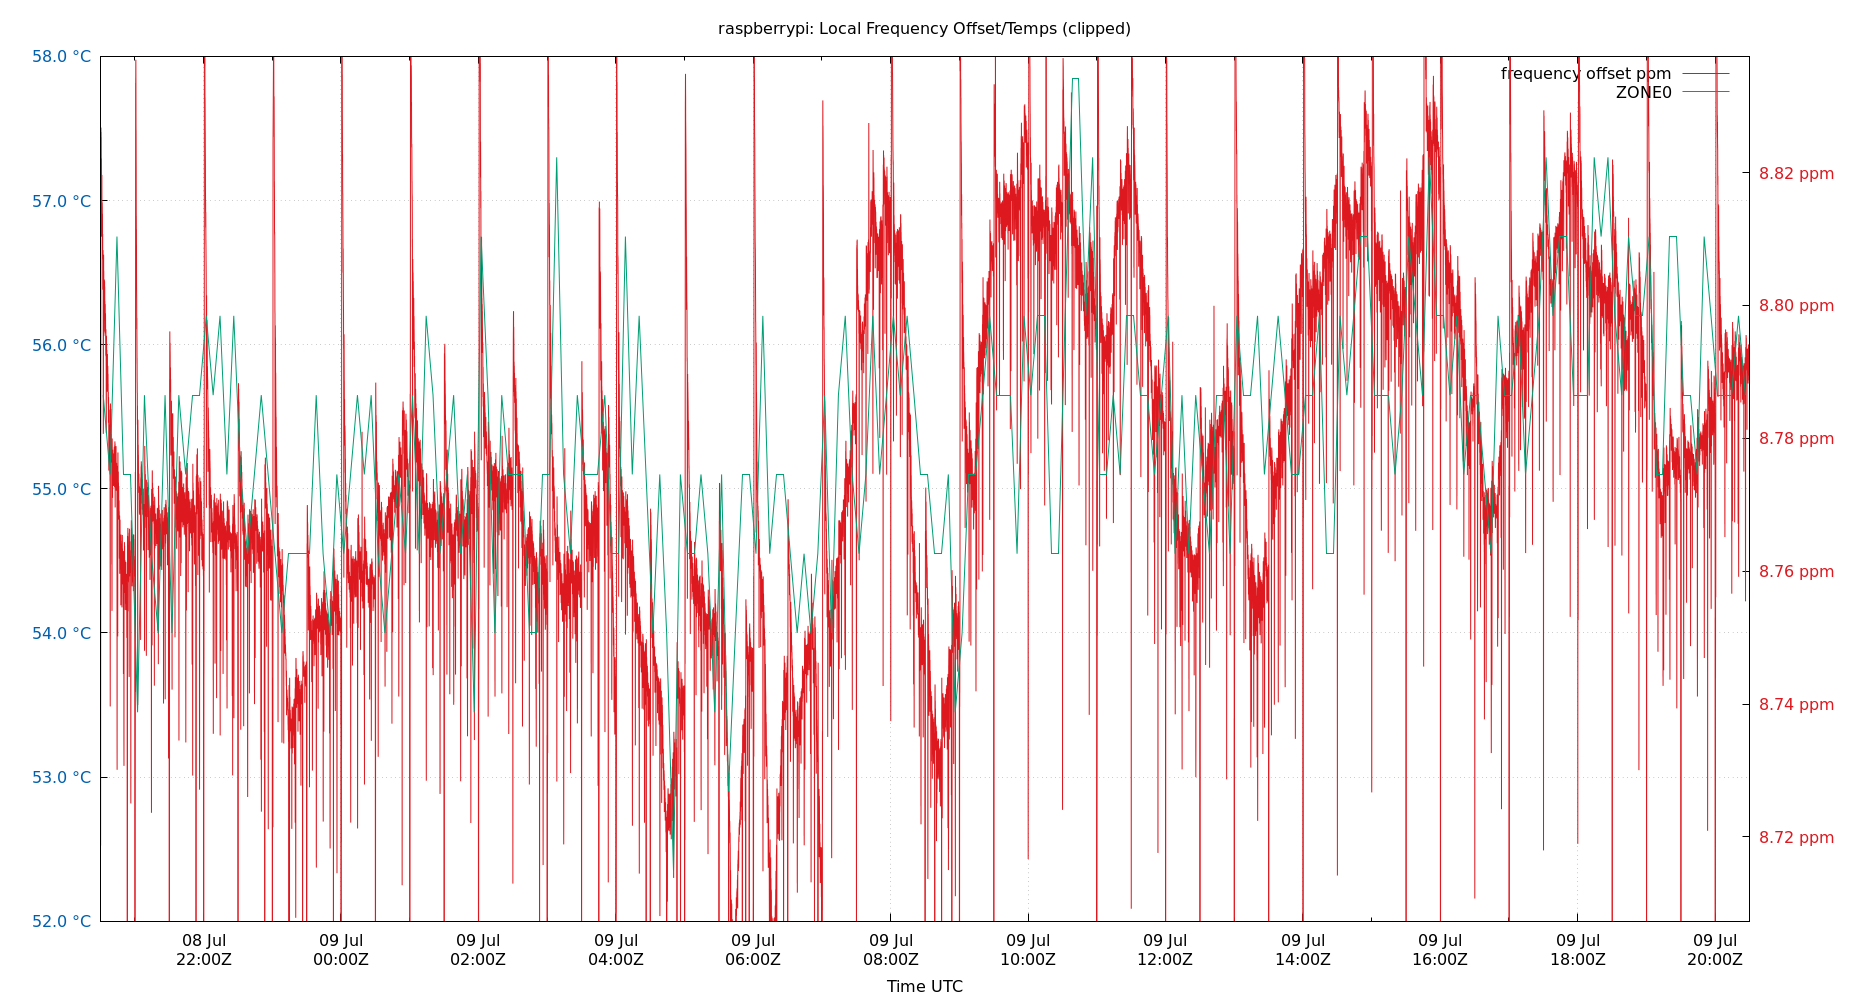 raspberrypi: Local Frequency Offset/Temps (clipped)
58.0 °C
57.0 °C
56.0 °C
55.0 °C
54.0 °C
53.0 °C
52.0 °C
frequency offset ppm
ZONE0
8.82 ppm
8.80 ppm
8.78 ppm
8.76 ppm
8.74 ppm
8.72 ppm
08 Jul
22:00Z
09 Jul
00:00Z
09 Jul
02:00Z
09 Jul
04:00Z
09 Jul
06:00Z
09 Jul
08:00Z
09 Jul
10:00Z
09 Jul
12:00Z
09 Jul
14:00Z
09 Jul
16:00Z
09 Jul
18:00Z
09 Jul
20:00Z
Time UTC